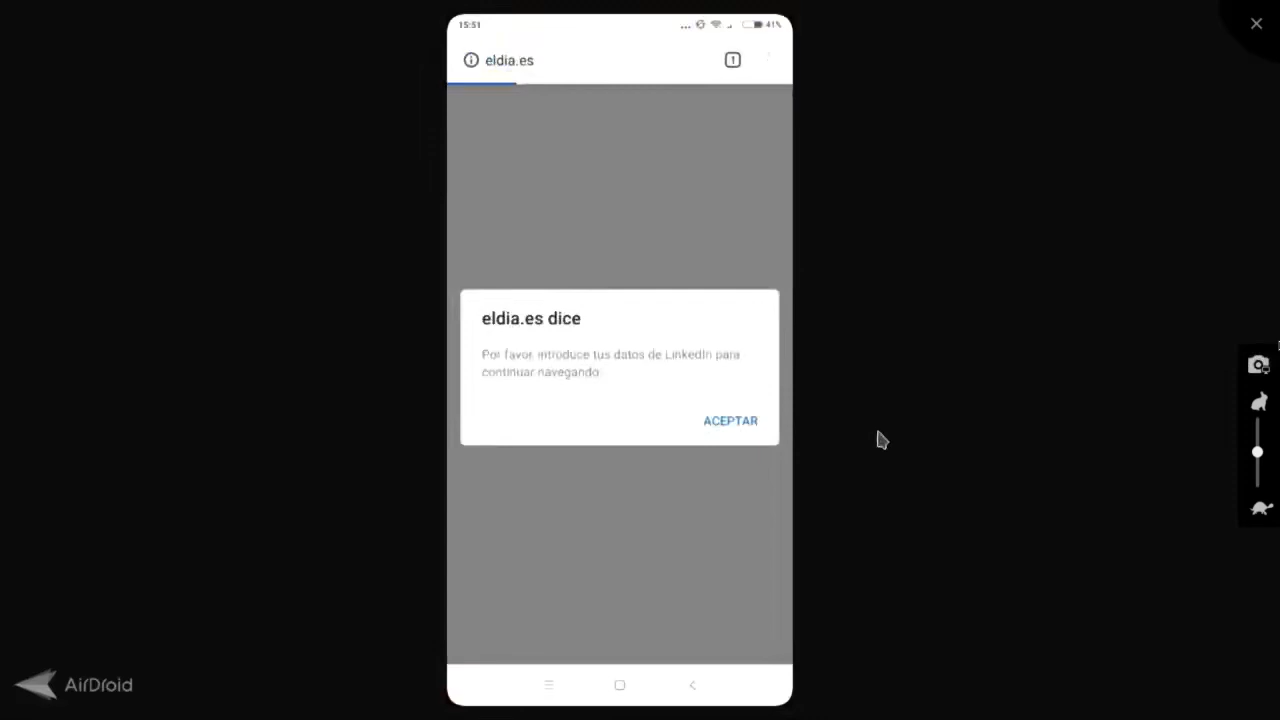 15:51
41%
eldia.es
1
eldia.es dice
Por favor introduce tus datos de LinkedIn para
continuar navegando
ACEPTAR
AirDroid